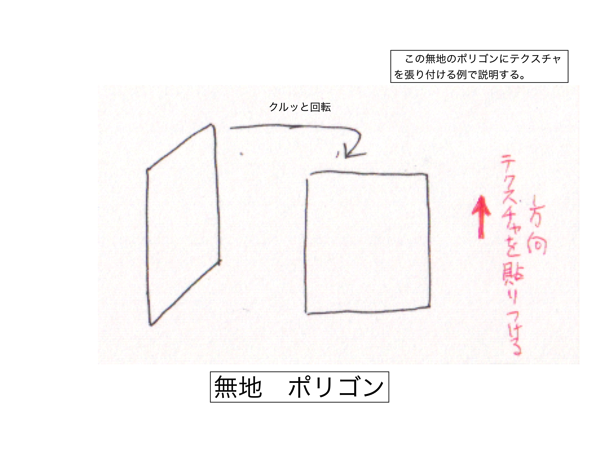 この無地のポリゴンにテクスチャ
を張り付ける例で説明する。
クルッと回転
テクスチャを貼りつける
方向
無地　ポリゴン